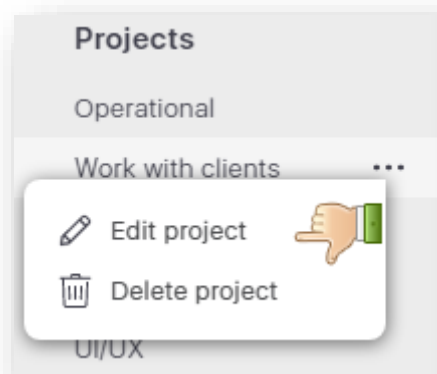 Projects
Operational
Work with clients
Edit project
Delete project
UI/UX